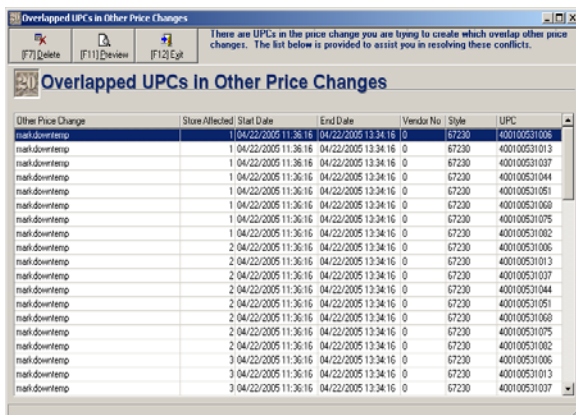 Overlapped UPCs in Other Price Changes
[F7] Delete [F11] Preview [F12] Exit
There are UPCs in the price change you are trying to create which overlap other price
changes. The list below is provided to assist you in resolving these conflicts.
Overlapped UPCs in Other Price Changes
Other Price Change Store Affected Start Date End Date Vendor No Style UPC
markdowntemp 1 04/22/2005 11:36:16 04/22/2005 13:34:16 0 67230 400100531006
markdowntemp 1 04/22/2005 11:36:16 04/22/2005 13:34:16 0 67230 400100531013
markdowntemp 1 04/22/2005 11:36:16 04/22/2005 13:34:16 0 67230 400100531037
markdowntemp 1 04/22/2005 11:36:16 04/22/2005 13:34:16 0 67230 400100531044
markdowntemp 1 04/22/2005 11:36:16 04/22/2005 13:34:16 0 67230 400100531051
markdowntemp 1 04/22/2005 11:36:16 04/22/2005 13:34:16 0 67230 400100531068
markdowntemp 1 04/22/2005 11:36:16 04/22/2005 13:34:16 0 67230 400100531075
markdowntemp 1 04/22/2005 11:36:16 04/22/2005 13:34:16 0 67230 400100531082
markdowntemp 2 04/22/2005 11:36:16 04/22/2005 13:34:16 0 67230 400100531006
markdowntemp 2 04/22/2005 11:36:16 04/22/2005 13:34:16 0 67230 400100531013
markdowntemp 2 04/22/2005 11:36:16 04/22/2005 13:34:16 0 67230 400100531037
markdowntemp 2 04/22/2005 11:36:16 04/22/2005 13:34:16 0 67230 400100531044
markdowntemp 2 04/22/2005 11:36:16 04/22/2005 13:34:16 0 67230 400100531051
markdowntemp 2 04/22/2005 11:36:16 04/22/2005 13:34:16 0 67230 400100531068
markdowntemp 2 04/22/2005 11:36:16 04/22/2005 13:34:16 0 67230 400100531075
markdowntemp 2 04/22/2005 11:36:16 04/22/2005 13:34:16 0 67230 400100531082
markdowntemp 3 04/22/2005 11:36:16 04/22/2005 13:34:16 0 67230 400100531006
markdowntemp 3 04/22/2005 11:36:16 04/22/2005 13:34:16 0 67230 400100531013
markdowntemp 3 04/22/2005 11:36:16 04/22/2005 13:34:16 0 67230 400100531037